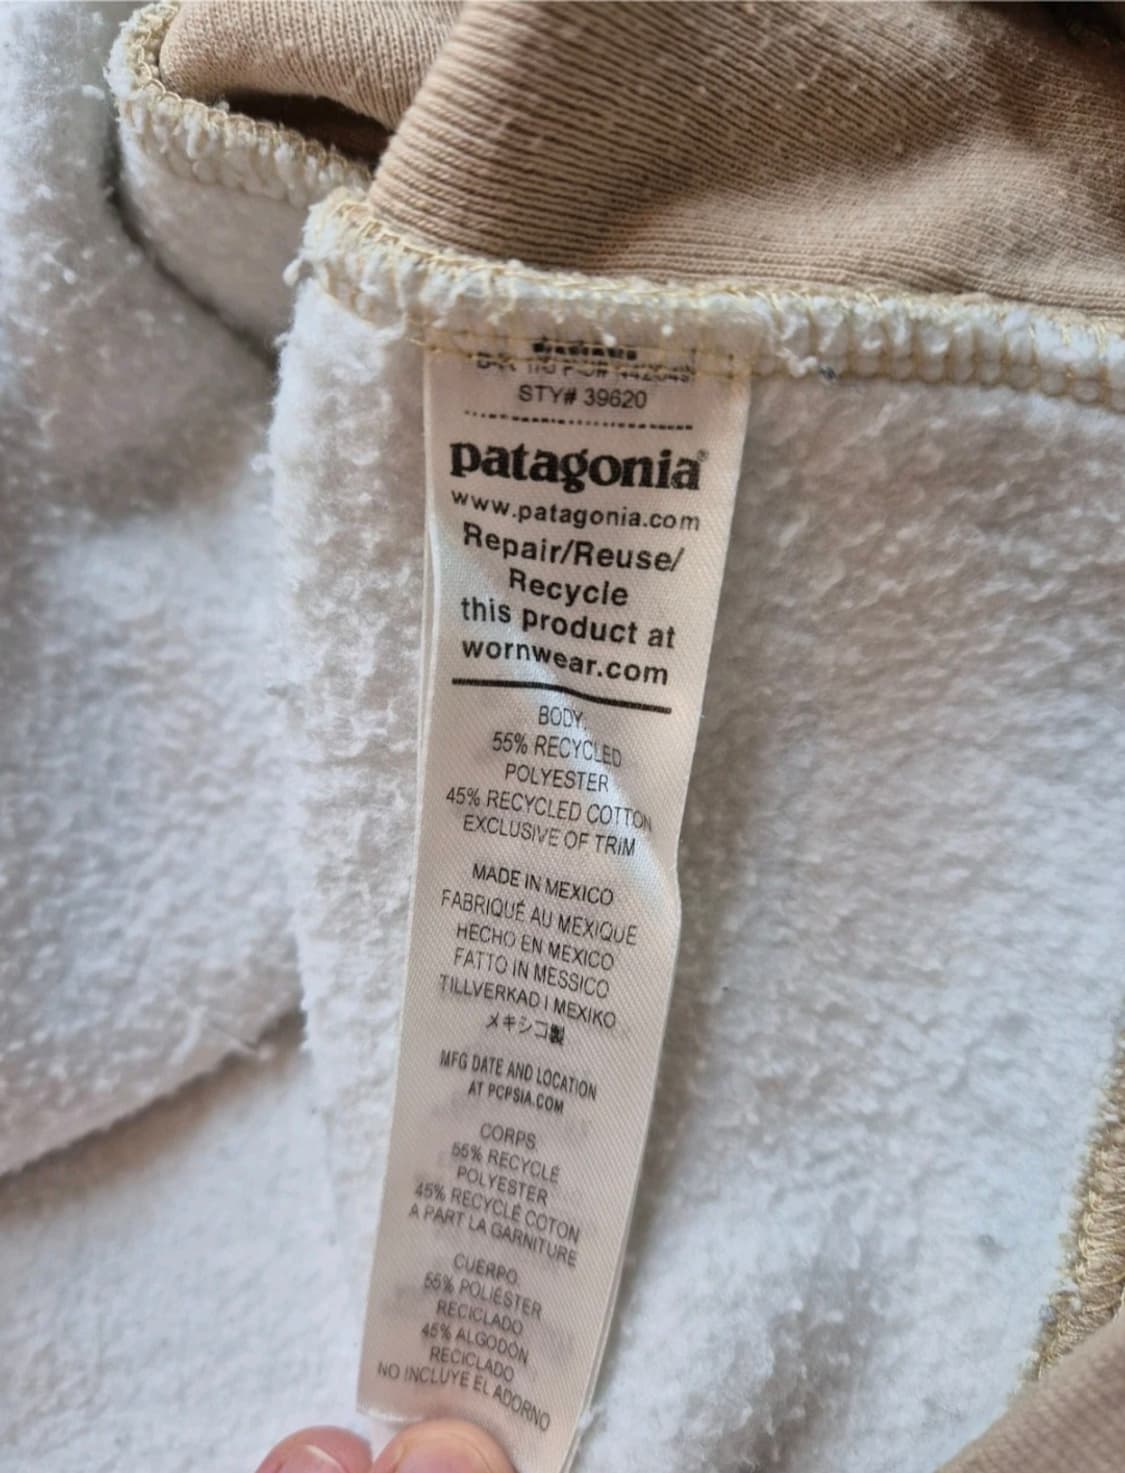 STY# 39620
patagonia®
www.patagonia.com
Repair/Reuse/
Recycle
this product at
wornwear.com
BODY:
55% RECYCLED
POLYESTER
45% RECYCLED COTTON
EXCLUSIVE OF TRIM
MADE IN MEXICO
FABRIQUÉ AU MEXIQUE
HECHO EN MEXICO
FATTO IN MESSICO
TILLVERKAD I MEXIKO
メキシコ製
MFG DATE AND LOCATION
AT PCPSIA.COM
CORPS:
55% RECYCLÉ
POLYESTER
45% RECYCLÉ COTON
À PART LA GARNITURE
CUERPO:
55% POLIÉSTER
RECICLADO
45% ALGODÓN
RECICLADO
NO INCLUYE EL ADORNO